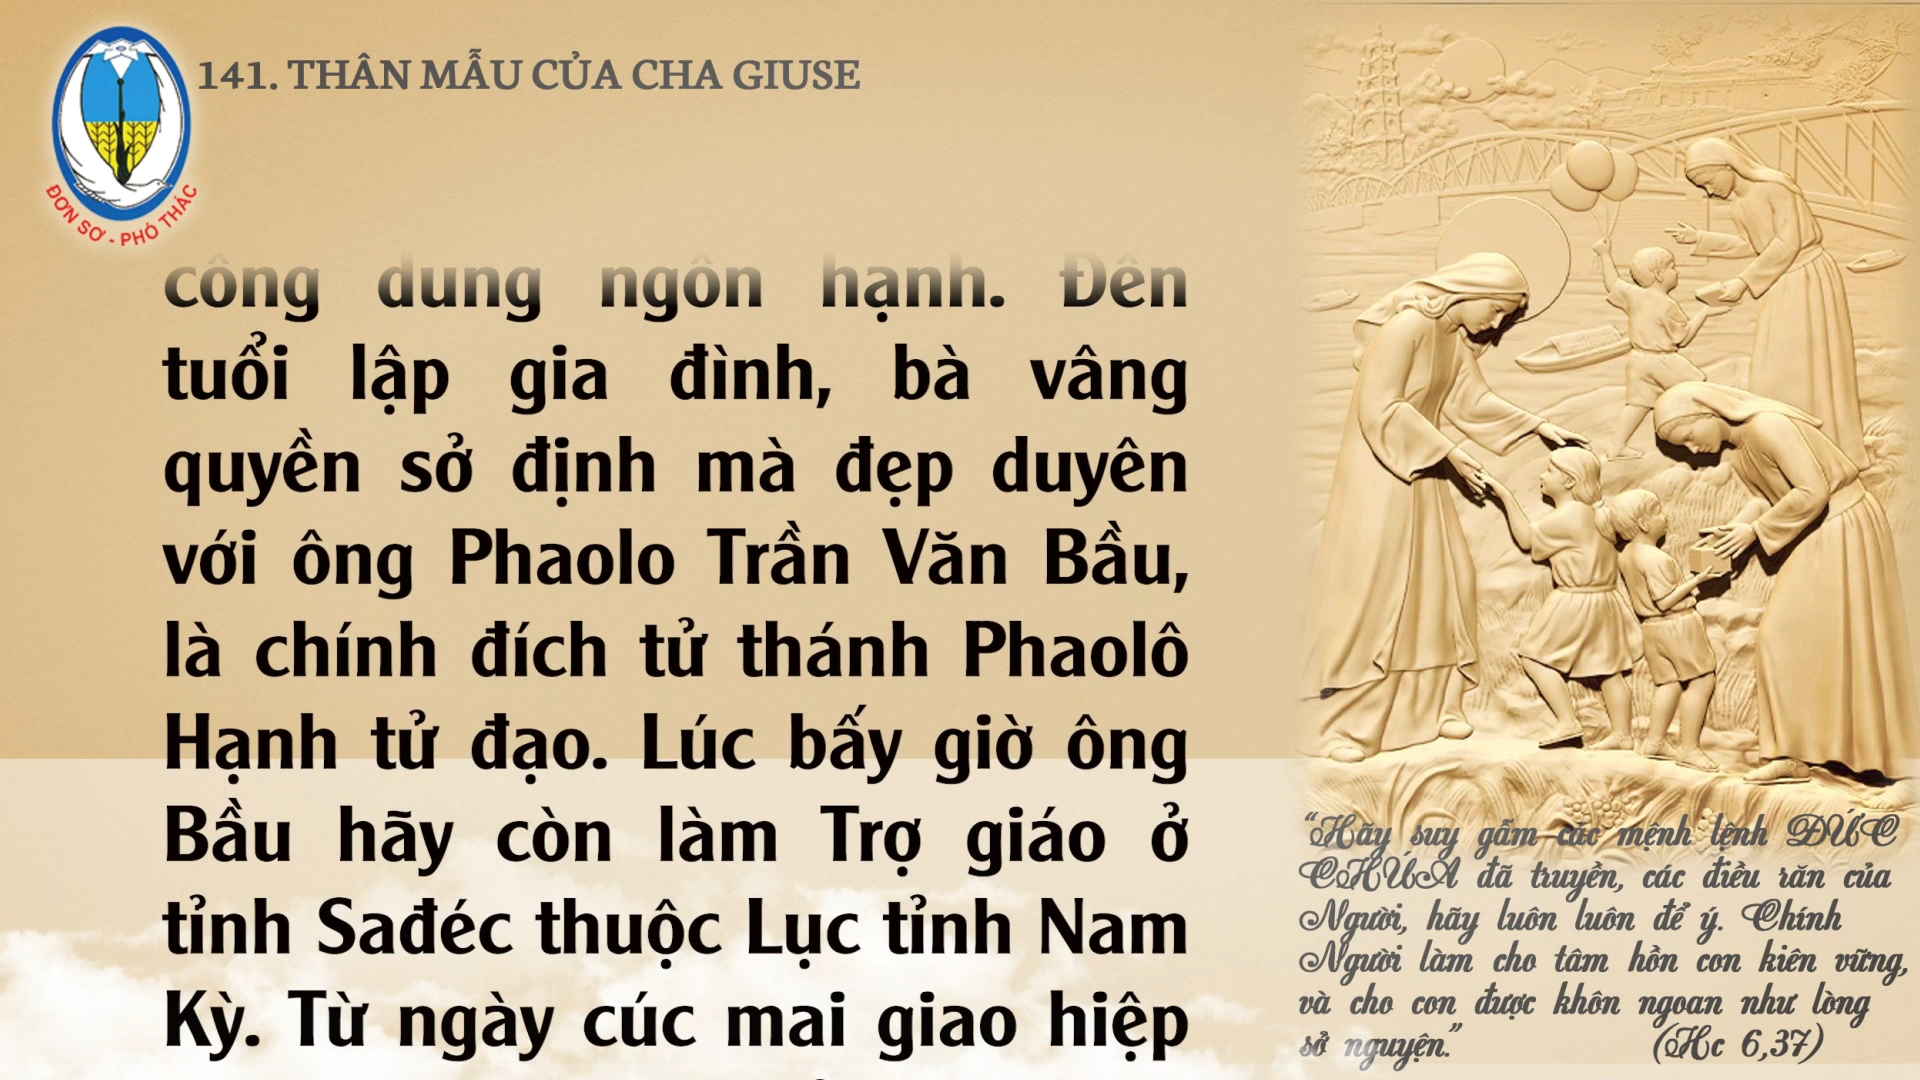 141. THÂN MẪU CỦA CHA GIUSE
ĐƠN SƠ - PHÓ THÁC
công dung ngôn hạnh. Đến
tuổi lập gia đình, bà vâng
quyền sở định mà đẹp duyên
với ông Phaolo Trần Văn Bầu,
là chính đích tử thánh Phaolô
Hạnh tử đạo. Lúc bấy giờ ông
Bầu hãy còn làm Trợ giáo ở
tỉnh Sađéc thuộc Lục tỉnh Nam
Kỳ. Từ ngày cúc mai giao hiệp
“Hãy suy gẫm các mệnh lệnh ĐỨC
CHÚA đã truyền, các điều răn của
Người, hãy luôn luôn để ý. Chính
Người làm cho tâm hồn con kiên vững,
và cho con được khôn ngoan như lòng
sở nguyện.” (Hc 6,37)